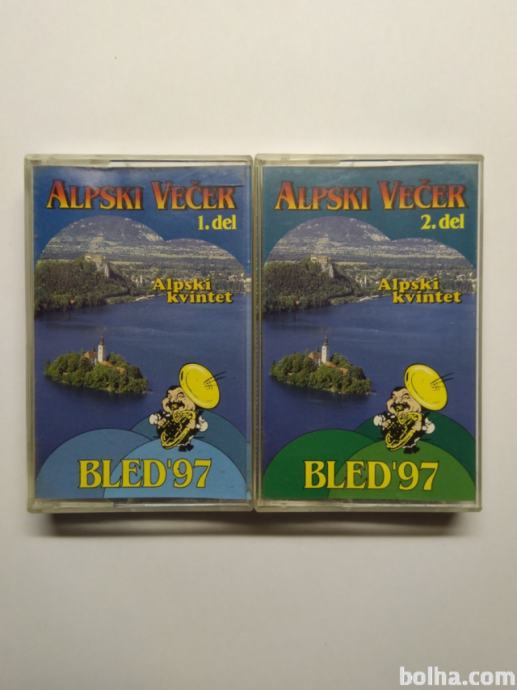 ALPSKI VEČER
1. del
Alpski
kvintet
BLED'97
ALPSKI VEČER
2. del
Alpski
kvintet
BLED'97
bolha.com